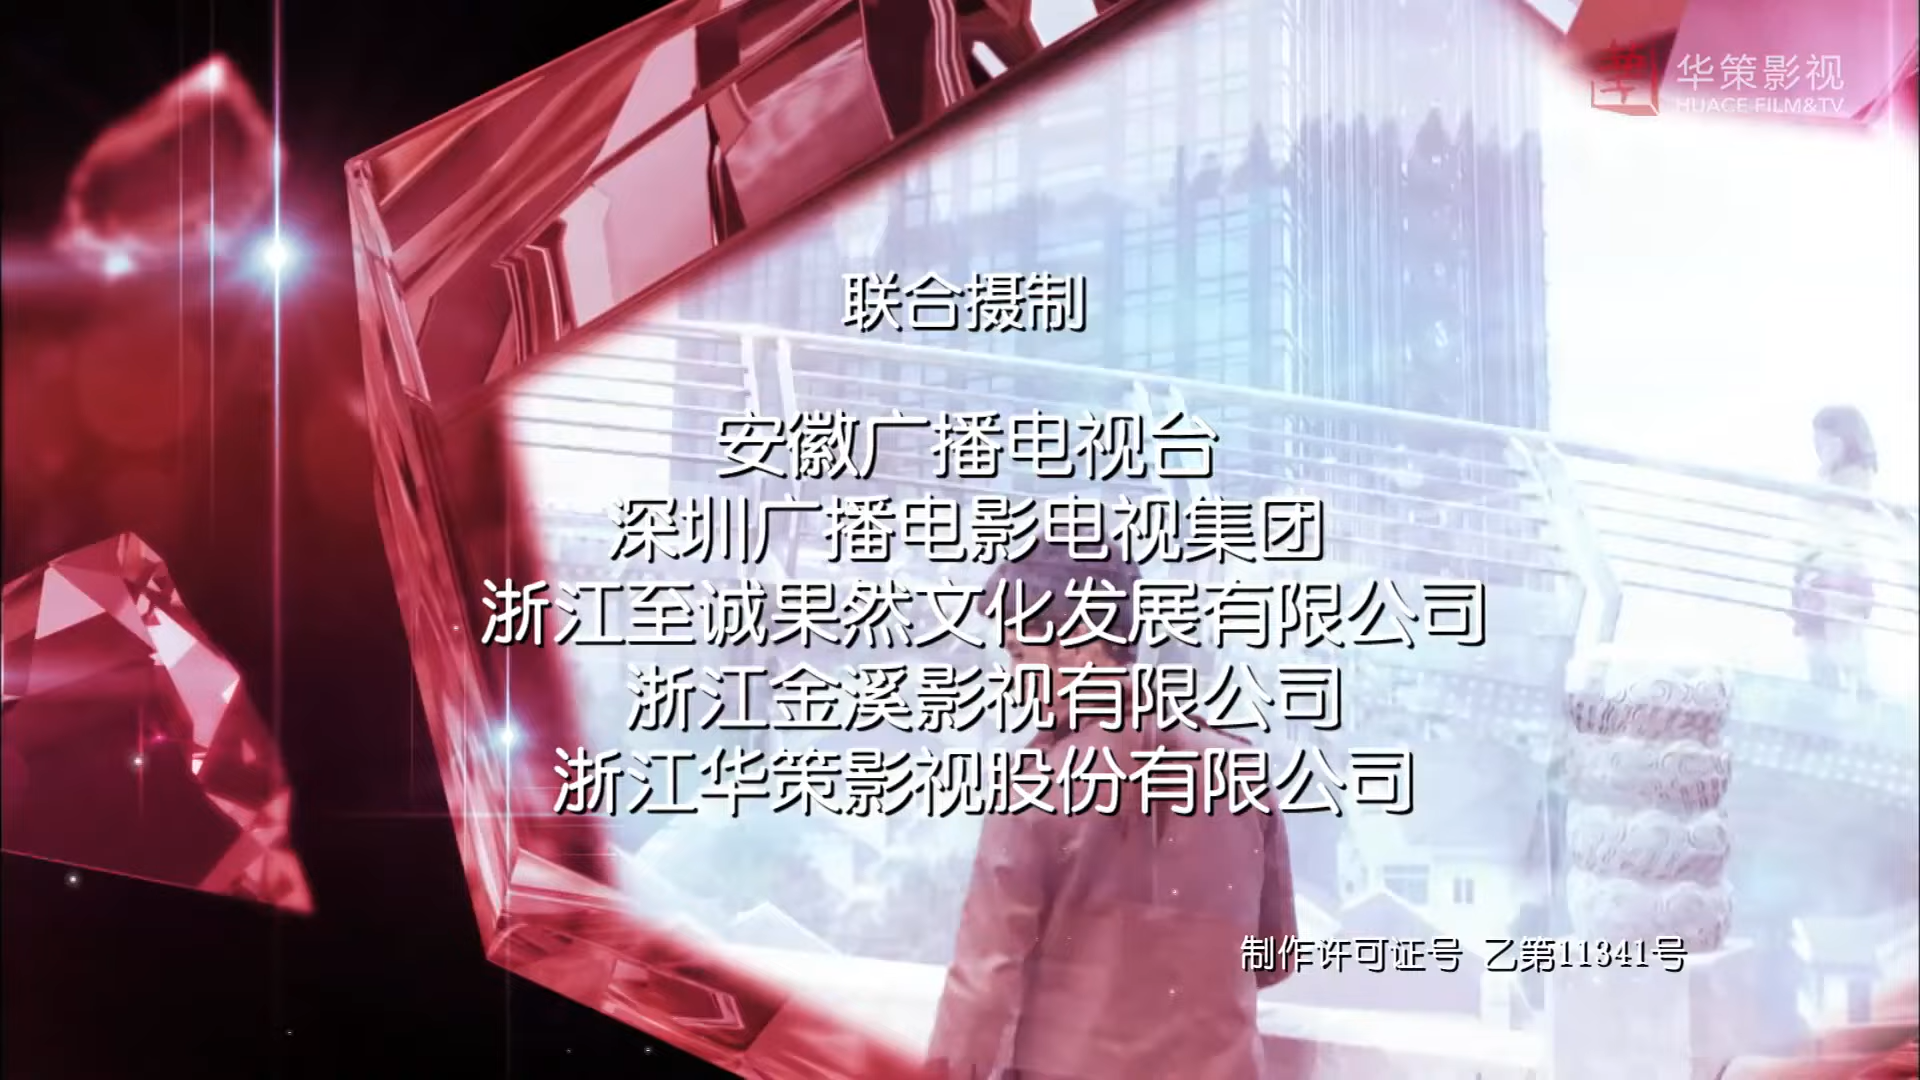 華
华策影视
HUACE FILM&TV
联合摄制
安徽广播电视台
深圳广播电影电视集团
浙江至诚果然文化发展有限公司
浙江金溪影视有限公司
浙江华策影视股份有限公司
制作许可证号 乙第11341号